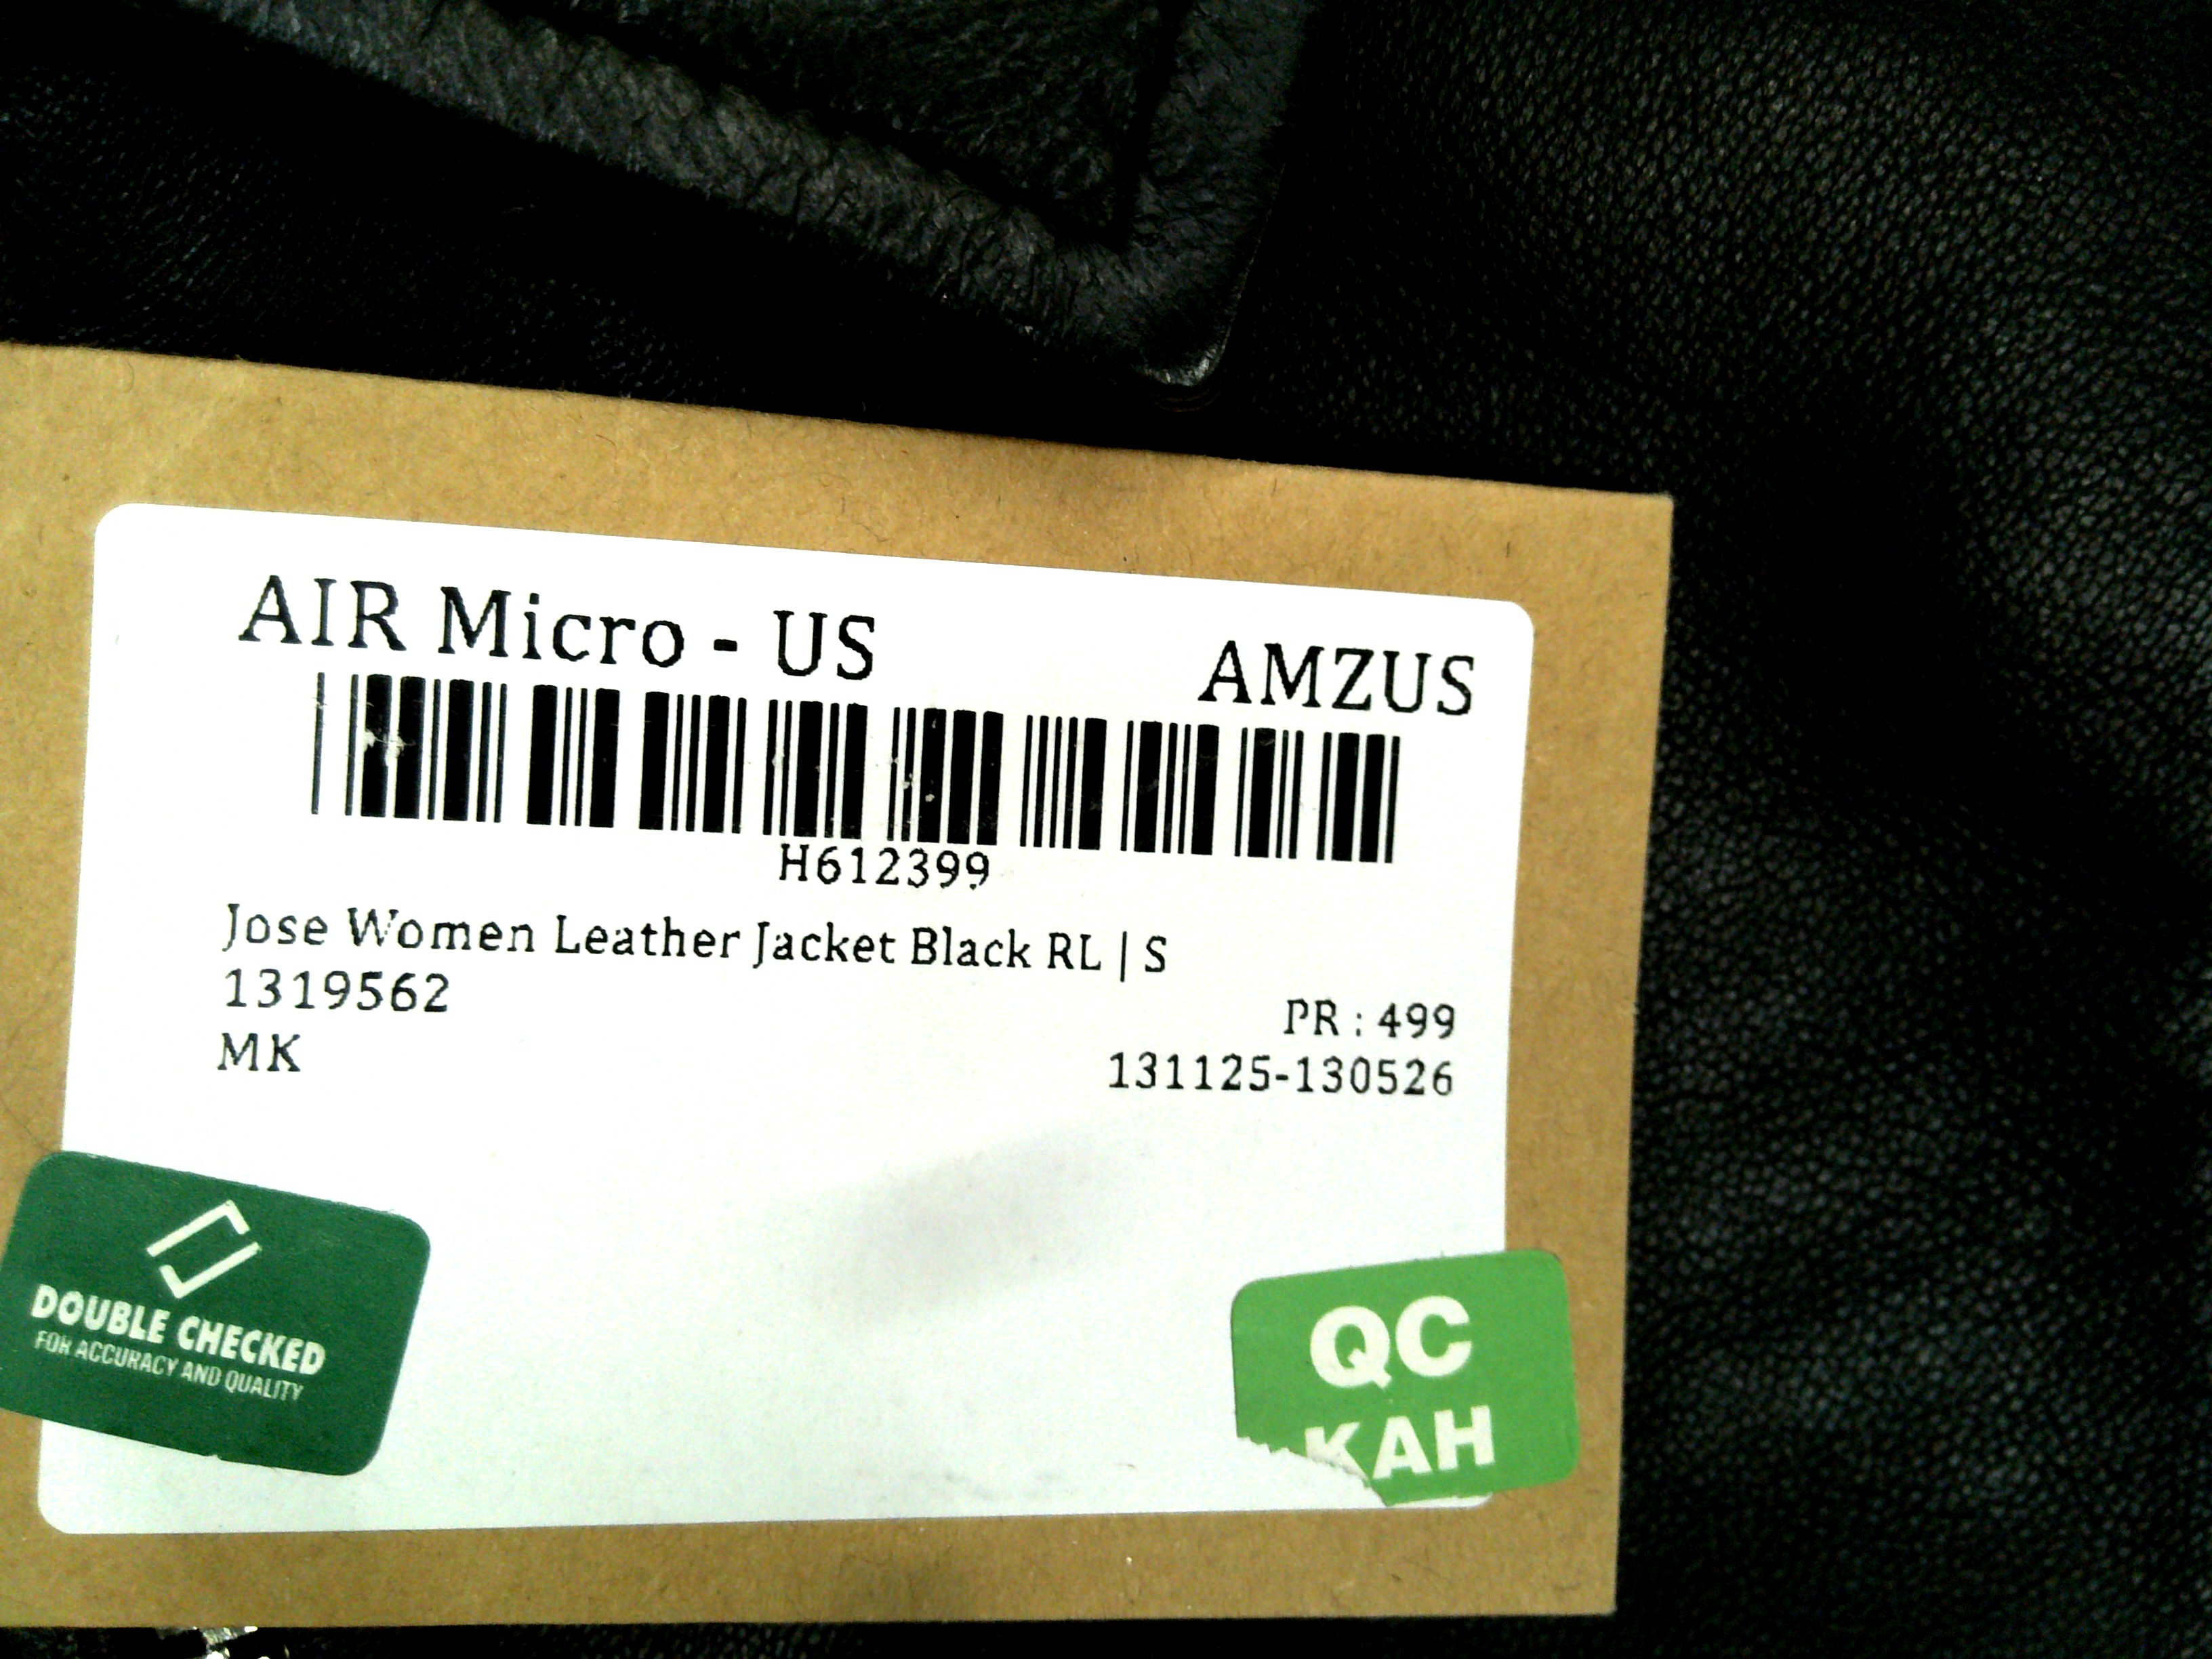 AIR Micro - US
AMZUS
H612399
Jose Women Leather Jacket Black RL | S
1319562
PR : 499
MK
131125-130526
DOUBLE CHECKED
FOR ACCURACY AND QUALITY
QC
KAH